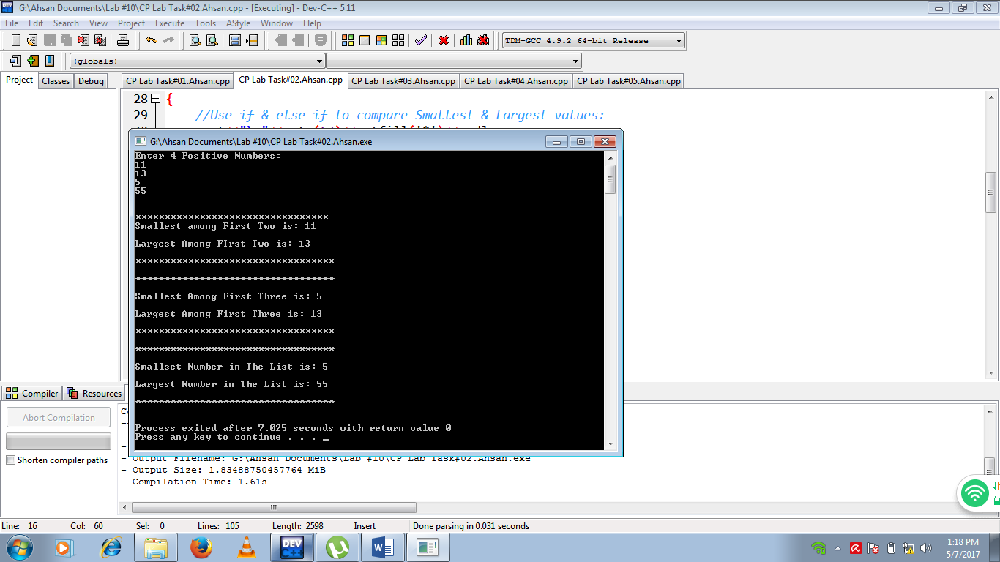 G:\Ahsan Documents\Lab #10\CP Lab Task#02.Ahsan.cpp - [Executing] - Dev-C++ 5.11
File Edit Search View Project Execute Tools AStyle Window Help
TDM-GCC 4.9.2 64-bit Release
(globals)
Project Classes Debug
CP Lab Task#01.Ahsan.cpp CP Lab Task#02.Ahsan.cpp CP Lab Task#03.Ahsan.cpp CP Lab Task#04.Ahsan.cpp CP Lab Task#05.Ahsan.cpp
28 {
29 //Use if & else if to compare Smallest & Largest values:
G:\Ahsan Documents\Lab #10\CP Lab Task#02.Ahsan.exe
Enter 4 Positive Numbers:
11
13
5
55
*********************************
Smallest among First Two is: 11
Largest Among FIrst Two is: 13
**********************************
**********************************
Smallest Among First Three is: 5
Largest Among First Three is: 13
**********************************
**********************************
Smallset Number in The List is: 5
Largest Number in The List is: 55
**********************************
--------------------------------
Process exited after 7.025 seconds with return value 0
Press any key to continue . . .
Compiler Resources
Abort Compilation
Shorten compiler paths
- Output Filename: G:\Ahsan Documents\Lab #10\CP Lab Task#02.Ahsan.exe
- Output Size: 1.83488750457764 MiB
- Compilation Time: 1.61s
Line: 16 Col: 60 Sel: 0 Lines: 105 Length: 2598 Insert Done parsing in 0.031 seconds
DEV C++
1:18 PM
5/7/2017